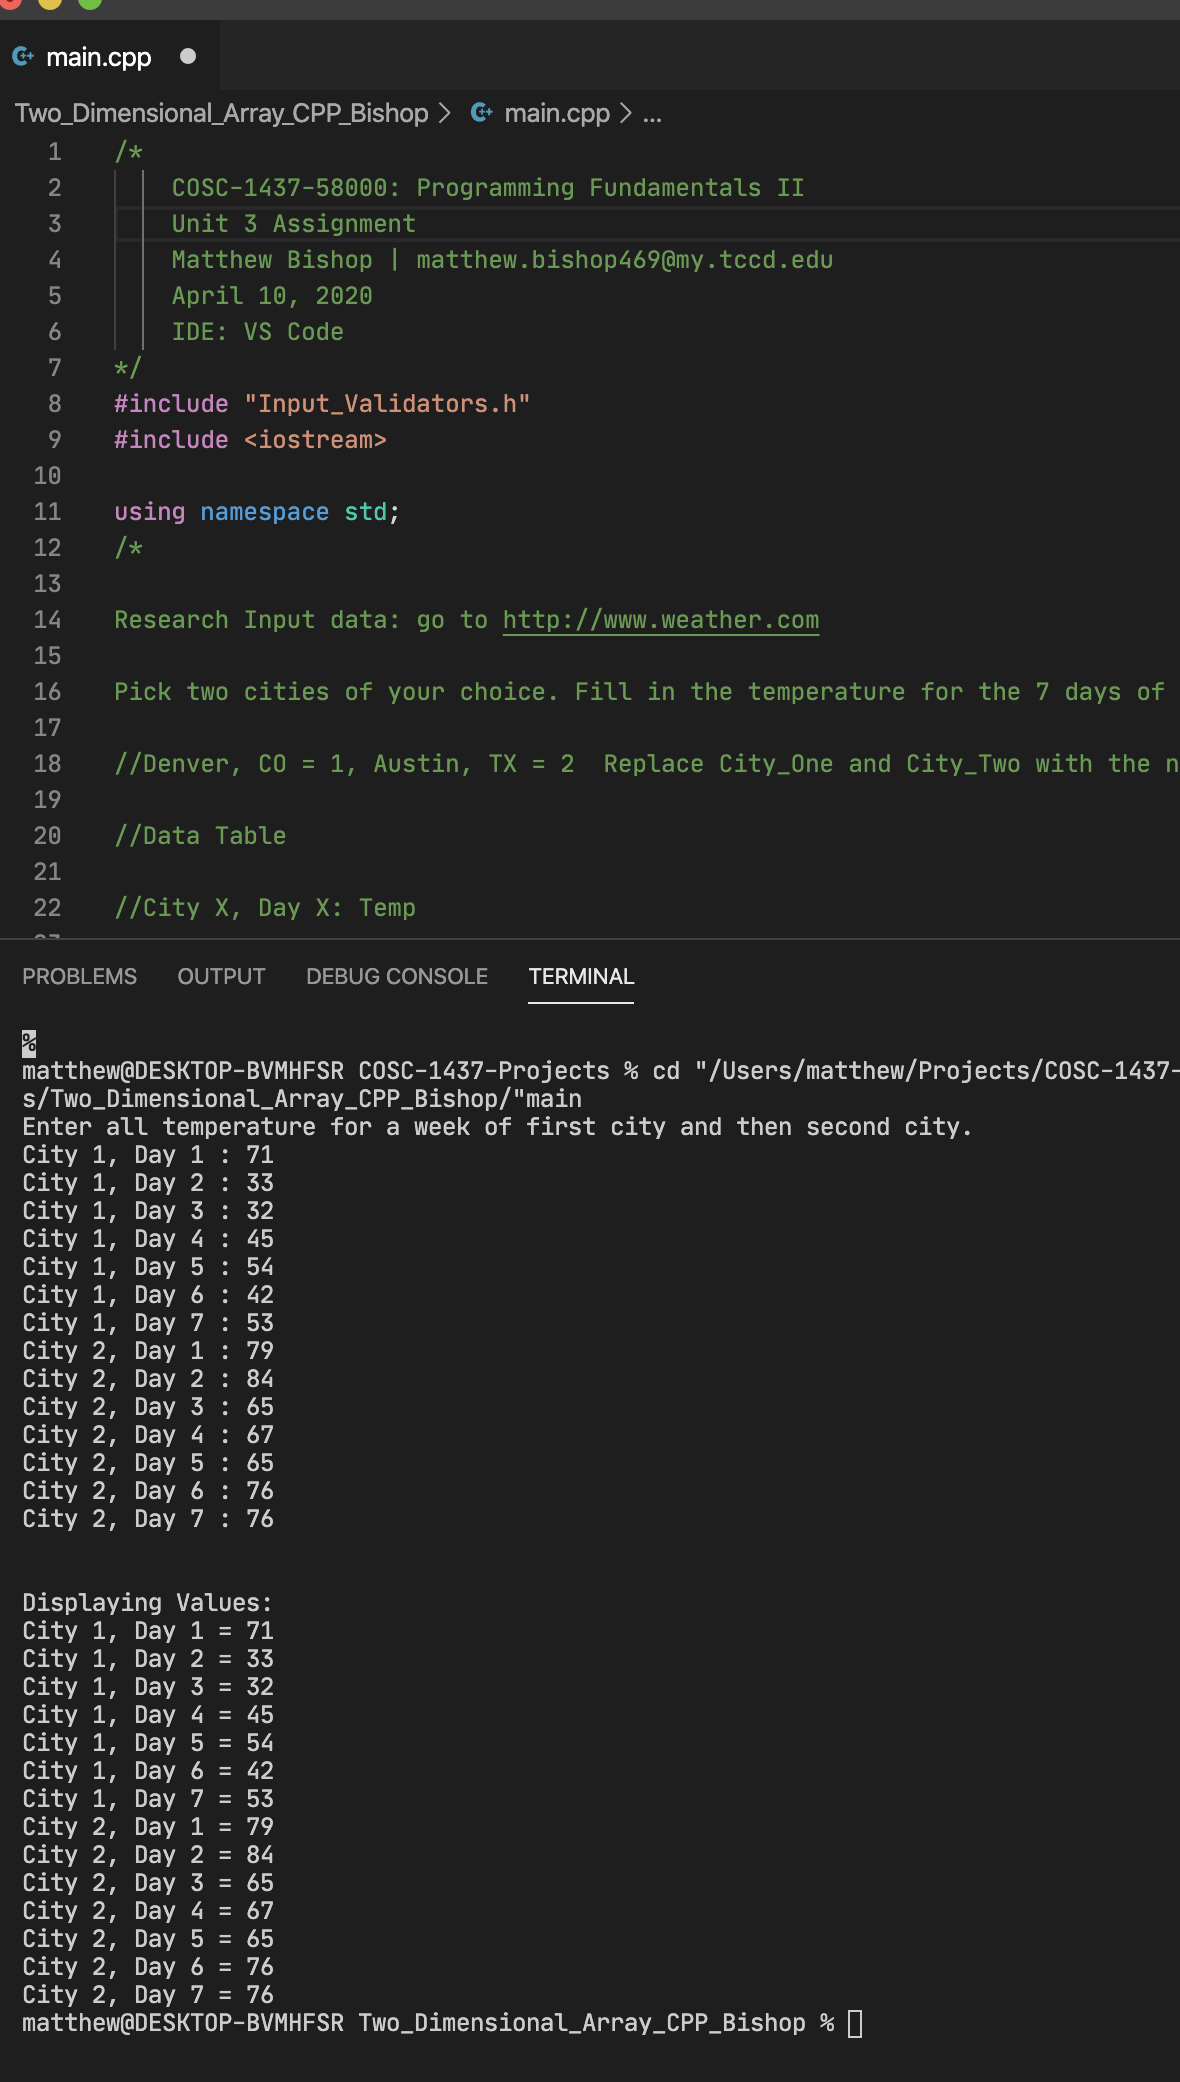 main.cpp
Two_Dimensional_Array_CPP_Bishop > main.cpp > ...
1 /*
2 COSC-1437-58000: Programming Fundamentals II
3 Unit 3 Assignment
4 Matthew Bishop | matthew.bishop469@my.tccd.edu
5 April 10, 2020
6 IDE: VS Code
7 */
8 #include "Input_Validators.h"
9 #include <iostream>
10
11 using namespace std;
12 /*
13
14 Research Input data: go to http://www.weather.com
15
16 Pick two cities of your choice. Fill in the temperature for the 7 days of
17
18 //Denver, CO = 1, Austin, TX = 2  Replace City_One and City_Two with the n
19
20 //Data Table
21
22 //City X, Day X: Temp
PROBLEMS OUTPUT DEBUG CONSOLE TERMINAL
%
matthew@DESKTOP-BVMHFSR COSC-1437-Projects % cd "/Users/matthew/Projects/COSC-1437-
s/Two_Dimensional_Array_CPP_Bishop/"main
Enter all temperature for a week of first city and then second city.
City 1, Day 1 : 71
City 1, Day 2 : 33
City 1, Day 3 : 32
City 1, Day 4 : 45
City 1, Day 5 : 54
City 1, Day 6 : 42
City 1, Day 7 : 53
City 2, Day 1 : 79
City 2, Day 2 : 84
City 2, Day 3 : 65
City 2, Day 4 : 67
City 2, Day 5 : 65
City 2, Day 6 : 76
City 2, Day 7 : 76
Displaying Values:
City 1, Day 1 = 71
City 1, Day 2 = 33
City 1, Day 3 = 32
City 1, Day 4 = 45
City 1, Day 5 = 54
City 1, Day 6 = 42
City 1, Day 7 = 53
City 2, Day 1 = 79
City 2, Day 2 = 84
City 2, Day 3 = 65
City 2, Day 4 = 67
City 2, Day 5 = 65
City 2, Day 6 = 76
City 2, Day 7 = 76
matthew@DESKTOP-BVMHFSR Two_Dimensional_Array_CPP_Bishop %